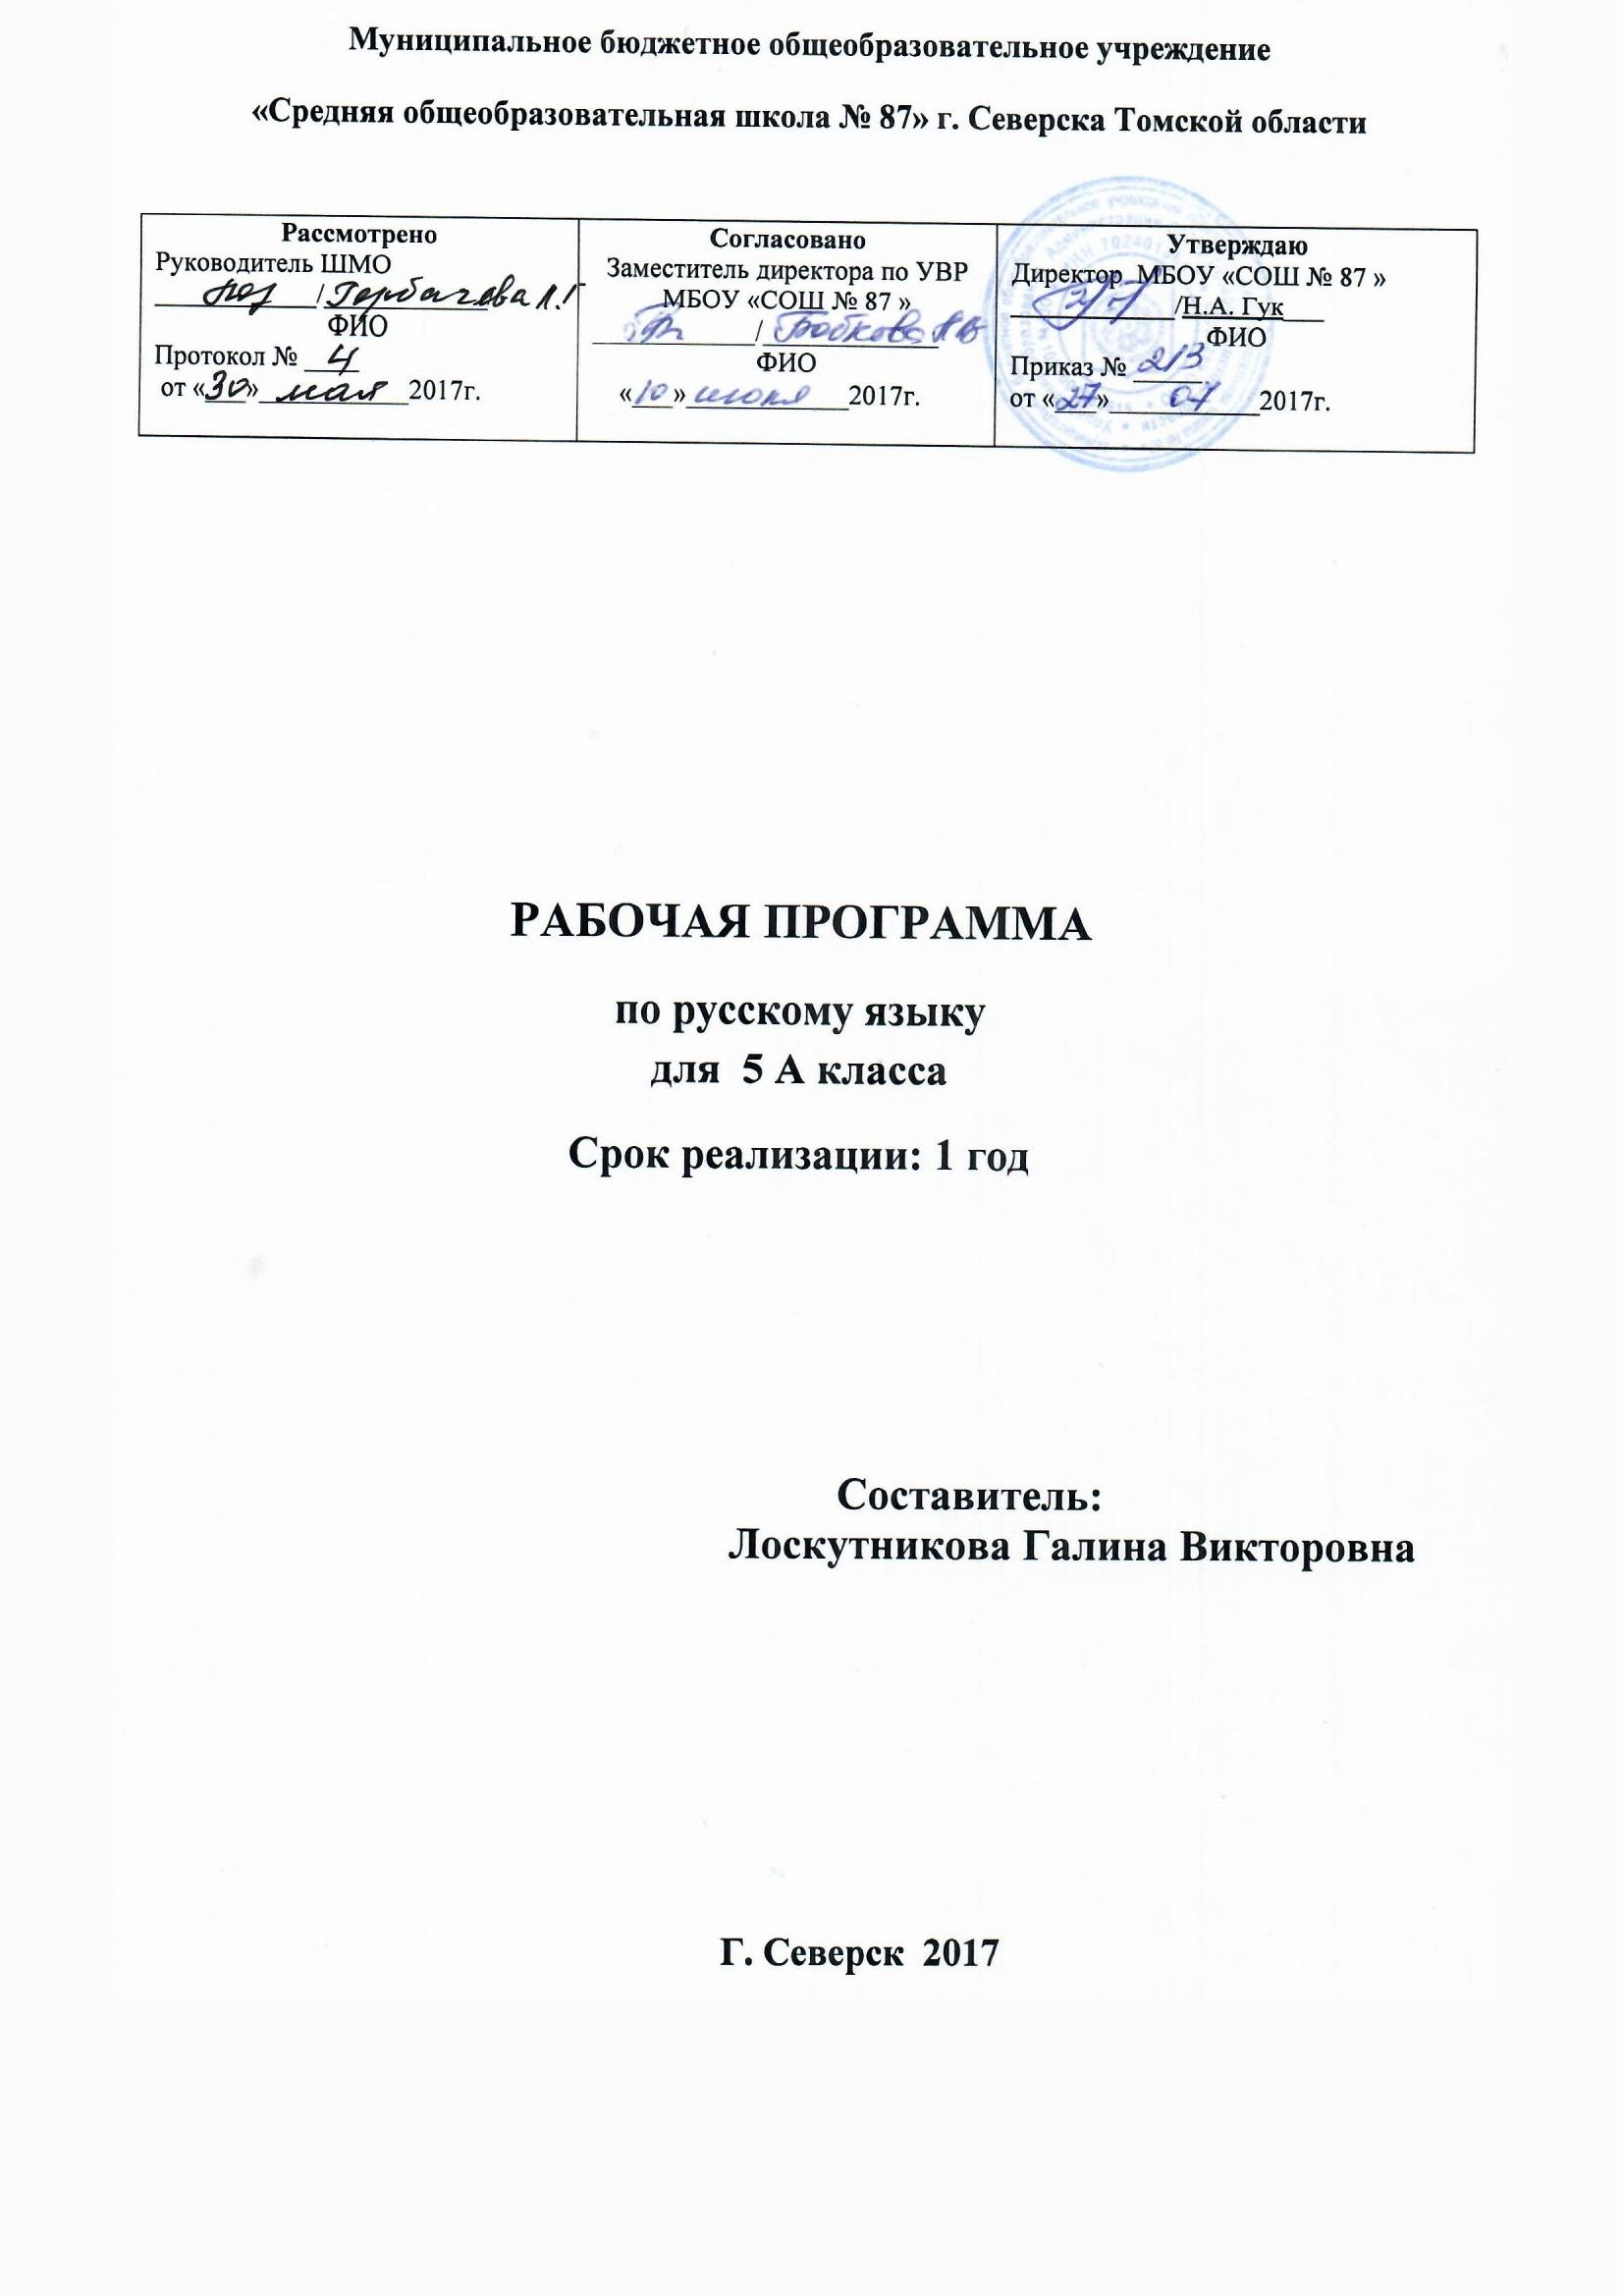 Муниципальное бюджетное общеобразовательное учреждение
«Средняя общеобразовательная школа № 87» г. Северска Томской области
Рассмотрено
Руководитель ШМО
/ Горбачева Л.Г
ФИО
Протокол № 4
от «30» мая 2017г.
Согласовано
Заместитель директора по УВР
МБОУ «СОШ № 87 »
/ Бобкова
ФИО
«10» июля 2017г.
Утверждаю
Директор МБОУ «СОШ № 87 »
/Н.А. Гук
ФИО
Приказ № 213
от «27» 07 2017г.
РАБОЧАЯ ПРОГРАММА
по русскому языку
для 5 А класса
Срок реализации: 1 год
Составитель:
Лоскутникова Галина Викторовна
Г. Северск 2017